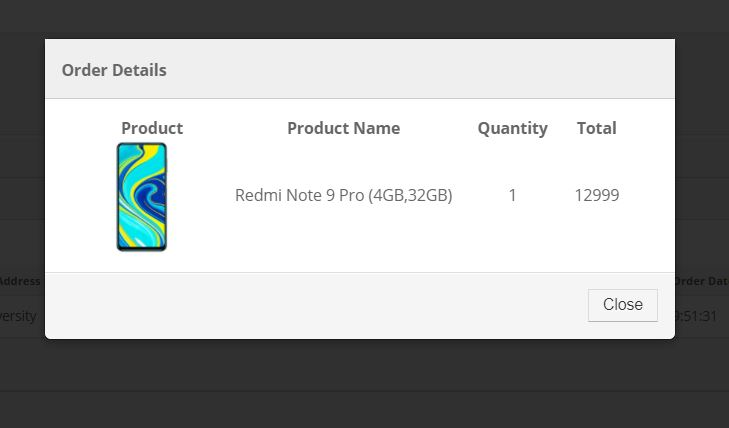 Order Details
Product Product Name Quantity Total
Redmi Note 9 Pro (4GB,32GB) 1 12999
Address Order Dat
versity 9:51:31
Close